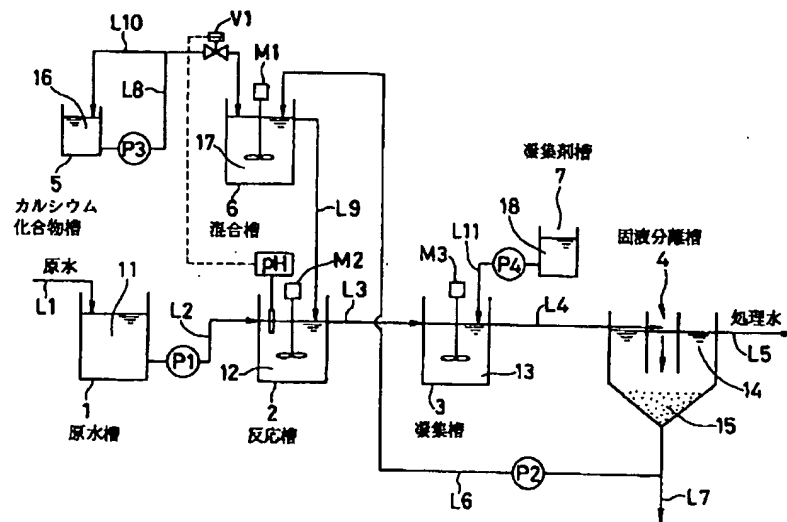 V1
L10
M1
16
L8
P3
17
5
カルシウム
化合物槽
6
混合槽
L9
凝集剤槽
7
18
L11
P4
固液分離槽
4
pH
M2
M3
原水
L1
11
L2
L3
L4
処理水
L5
P1
12
13
14
15
1
原水槽
2
反応槽
3
凝集槽
P2
L6
L7